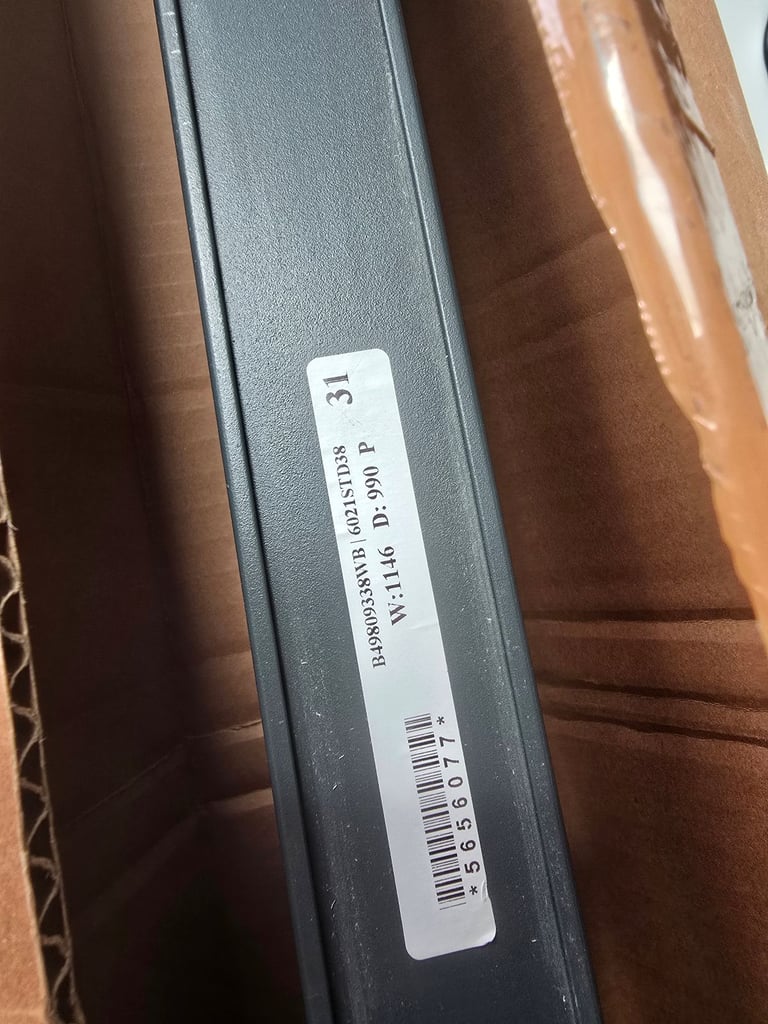 31
B49809338WB | 6021STD38
W:1146 D: 990 P
*5656077*